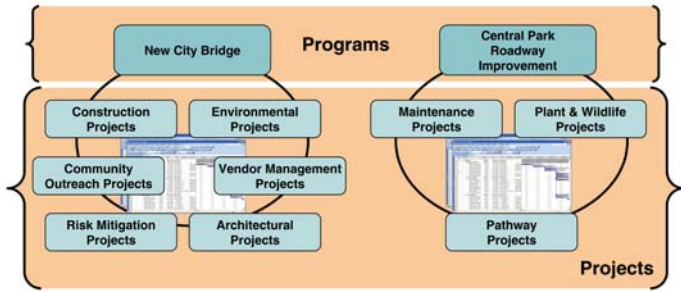 New City Bridge
Programs
Central Park
Roadway
Improvement
Construction
Projects
Environmental
Projects
Maintenance
Projects
Plant & Wildlife
Projects
Community
Outreach Projects
Vendor Management
Projects
Risk Mitigation
Projects
Architectural
Projects
Pathway
Projects
Projects